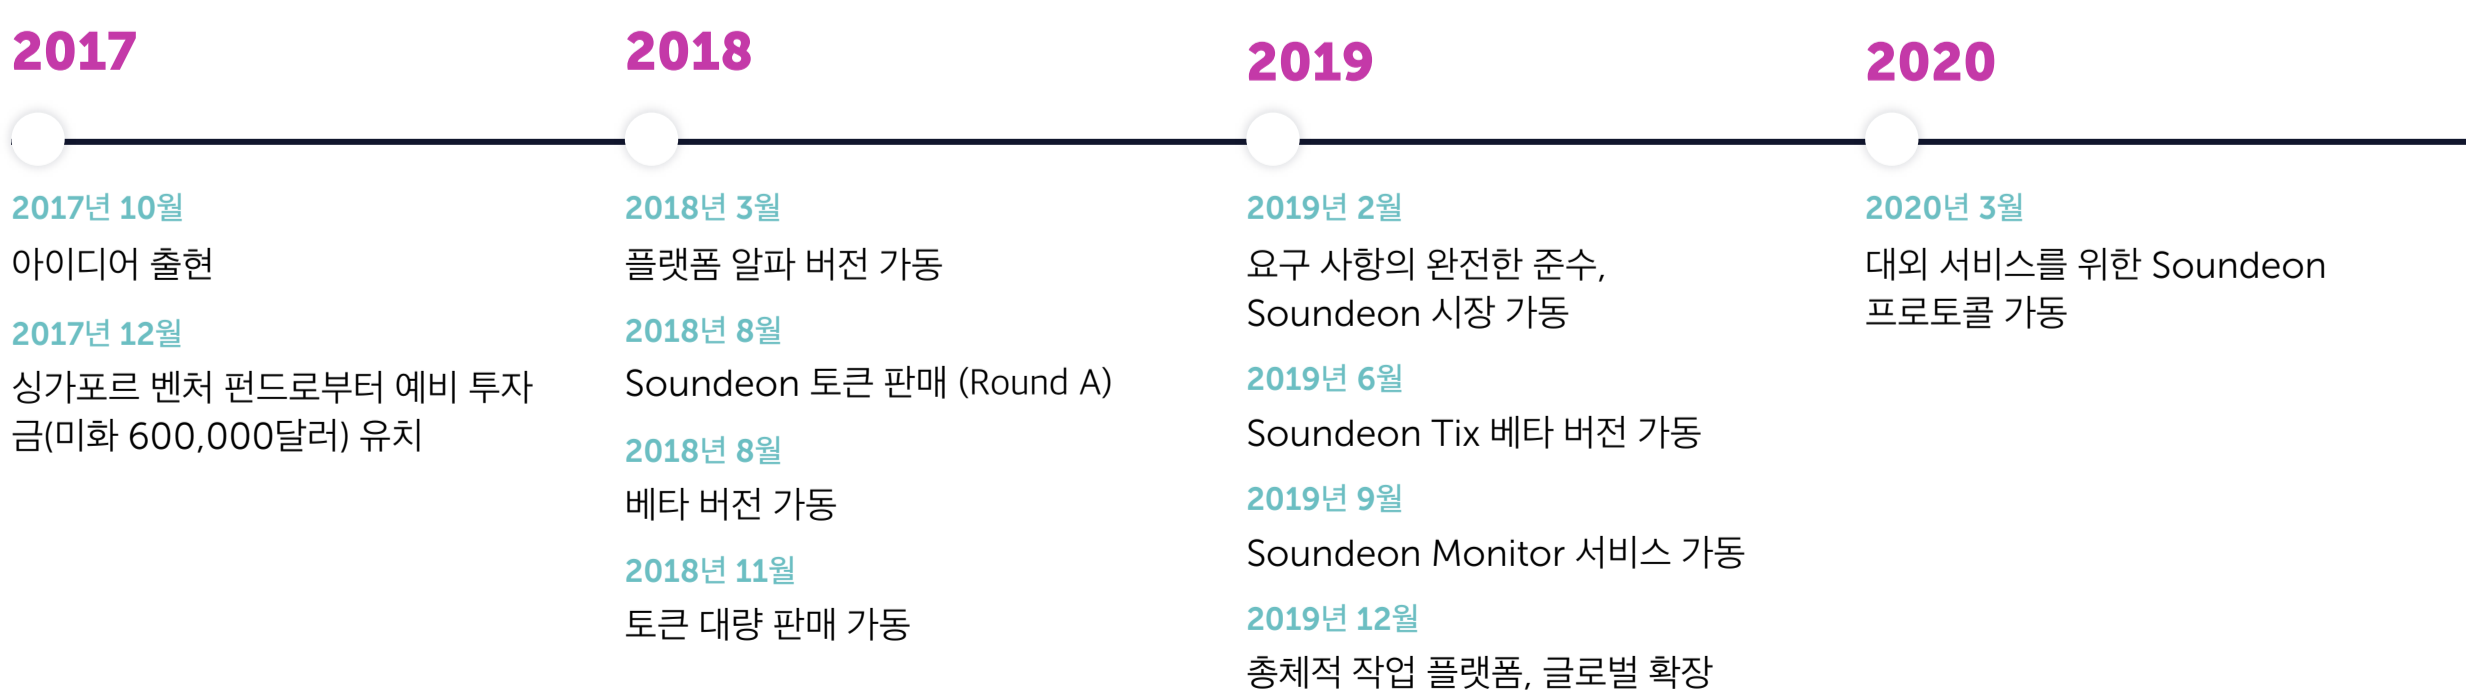 2017
2017년 10월
아이디어 출현
2017년 12월
싱가포르 벤처 펀드로부터 예비 투자
금(미화 600,000달러) 유치
2018
2018년 3월
플랫폼 알파 버전 가동
2018년 8월
Soundeon 토큰 판매 (Round A)
2018년 8월
베타 버전 가동
2018년 11월
토큰 대량 판매 가동
2019
2019년 2월
요구 사항의 완전한 준수,
Soundeon 시장 가동
2019년 6월
Soundeon Tix 베타 버전 가동
2019년 9월
Soundeon Monitor 서비스 가동
2019년 12월
총체적 작업 플랫폼, 글로벌 확장
2020
2020년 3월
대외 서비스를 위한 Soundeon
프로토콜 가동